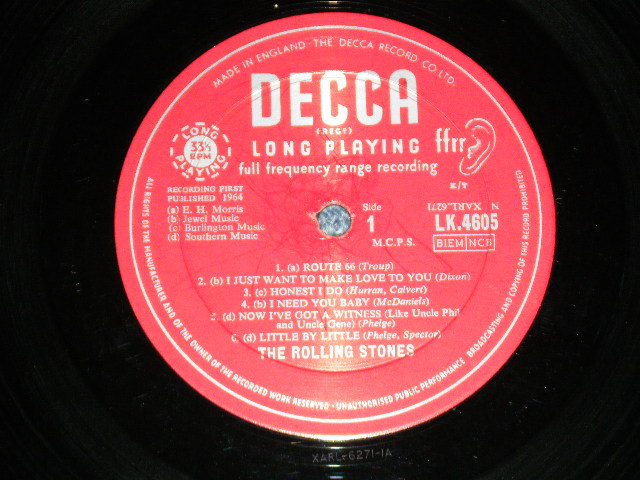 MADE IN ENGLAND · THE DECCA RECORD CO. LTD.
DECCA
(REGD)
LONG PLAYING
ffrr
full frequency range recording
LONG
33⅓
RPM
PLAYING
K/T
RECORDING FIRST
PUBLISHED 1964
(a) E. H. Morris
(b) Jewel Music
(c) Burlington Music
(d) Southern Music
Side
1
M.C.P.S.
N XARL.6271
LK.4605
BIEM NCB
1. (a) ROUTE 66 (Troup)
2. (b) I JUST WANT TO MAKE LOVE TO YOU (Dixon)
3. (c) HONEST I DO (Hurran, Calvert)
4. (b) I NEED YOU BABY (McDaniels)
5. (d) NOW I'VE GOT A WITNESS (Like Uncle Phil
and Uncle Gene) (Phelge)
6. (d) LITTLE BY LITTLE (Phelge, Spector)
THE ROLLING STONES
ALL RIGHTS OF THE MANUFACTURER AND OF THE OWNER OF THE RECORDED WORK RESERVED · UNAUTHORISED PUBLIC PERFORMANCE BROADCASTING AND COPYING OF THIS RECORD PROHIBITED
XARL-6271-1A